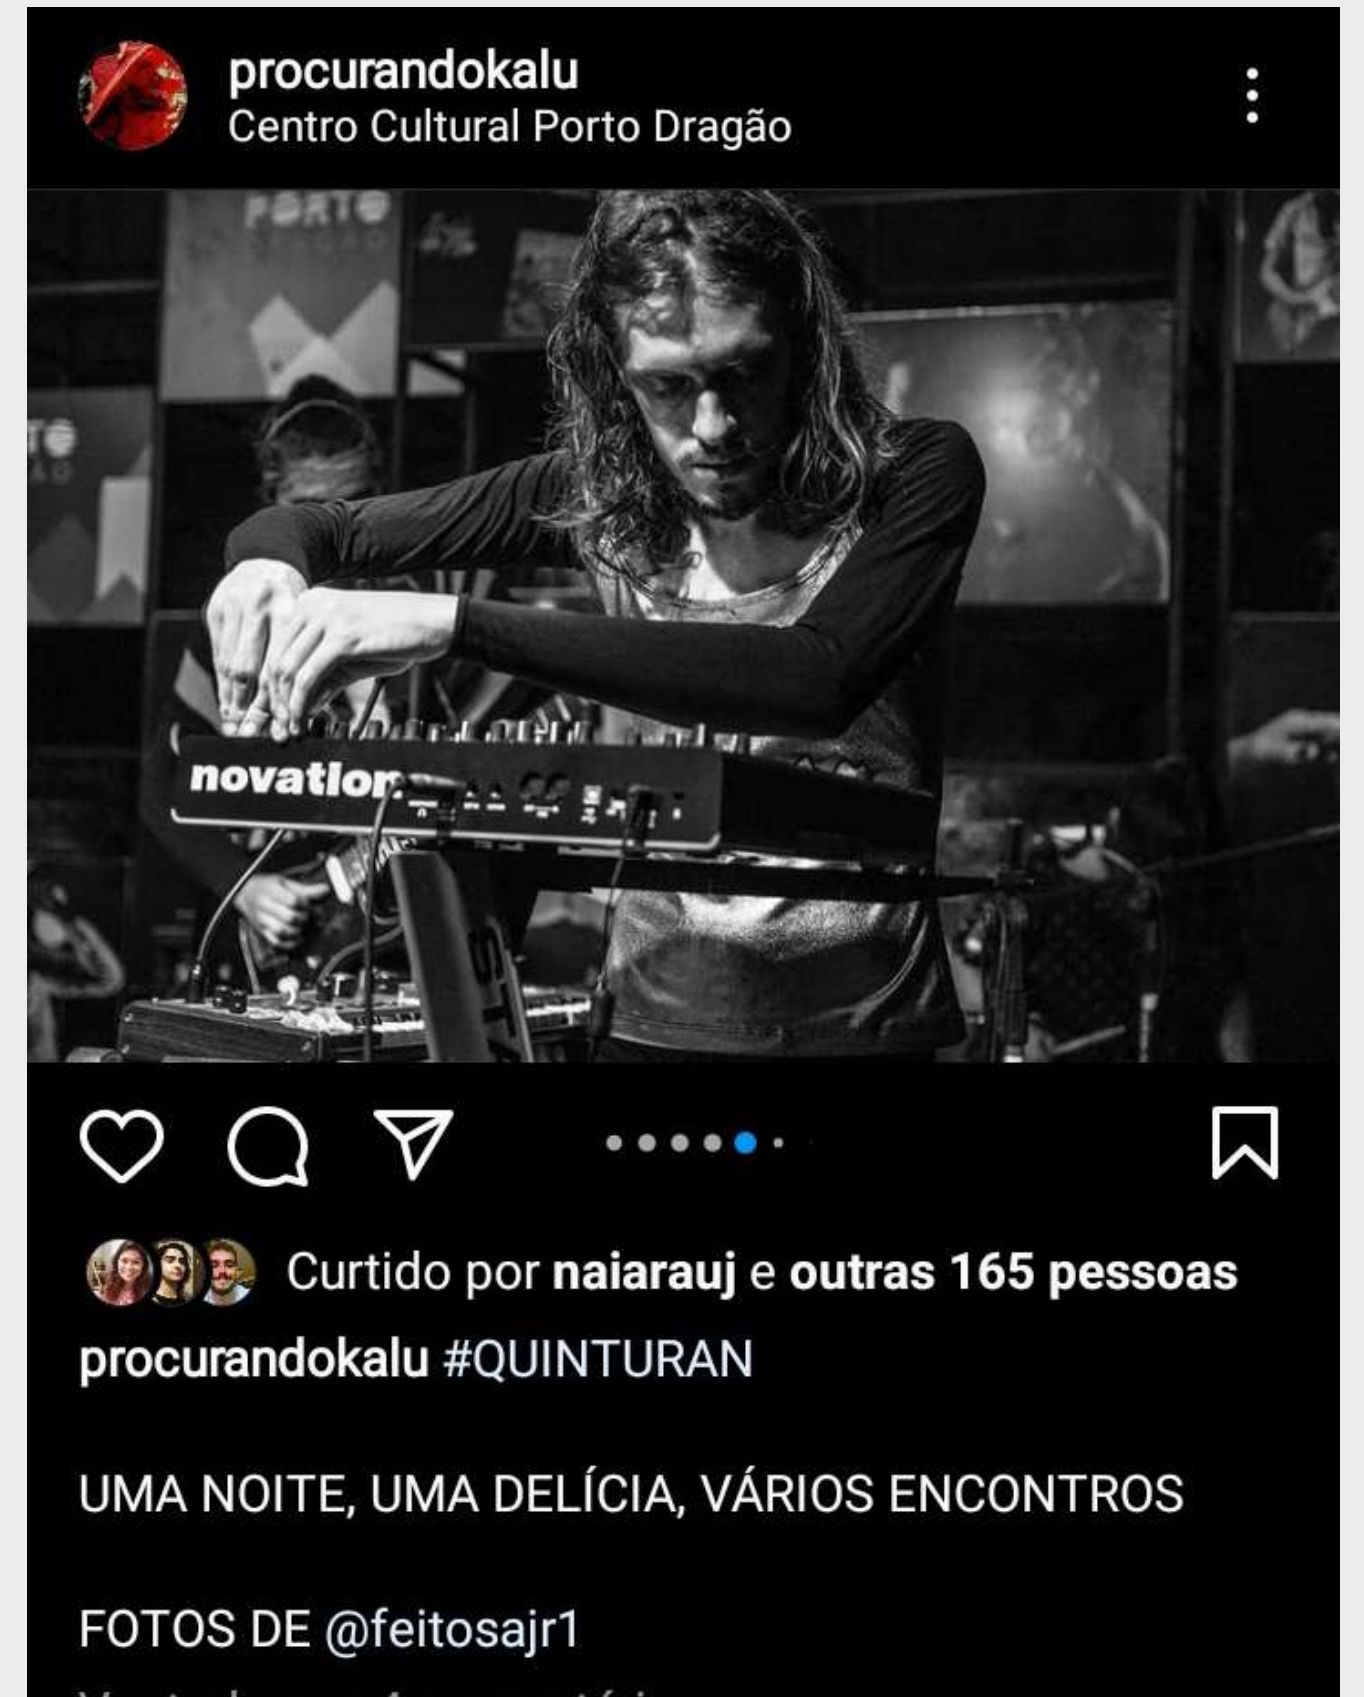 procurandokalu
Centro Cultural Porto Dragão
PORTO
novation
Curtido por naiarauj e outras 165 pessoas
procurandokalu #QUINTURAN
UMA NOITE, UMA DELÍCIA, VÁRIOS ENCONTROS
FOTOS DE @feitosajr1